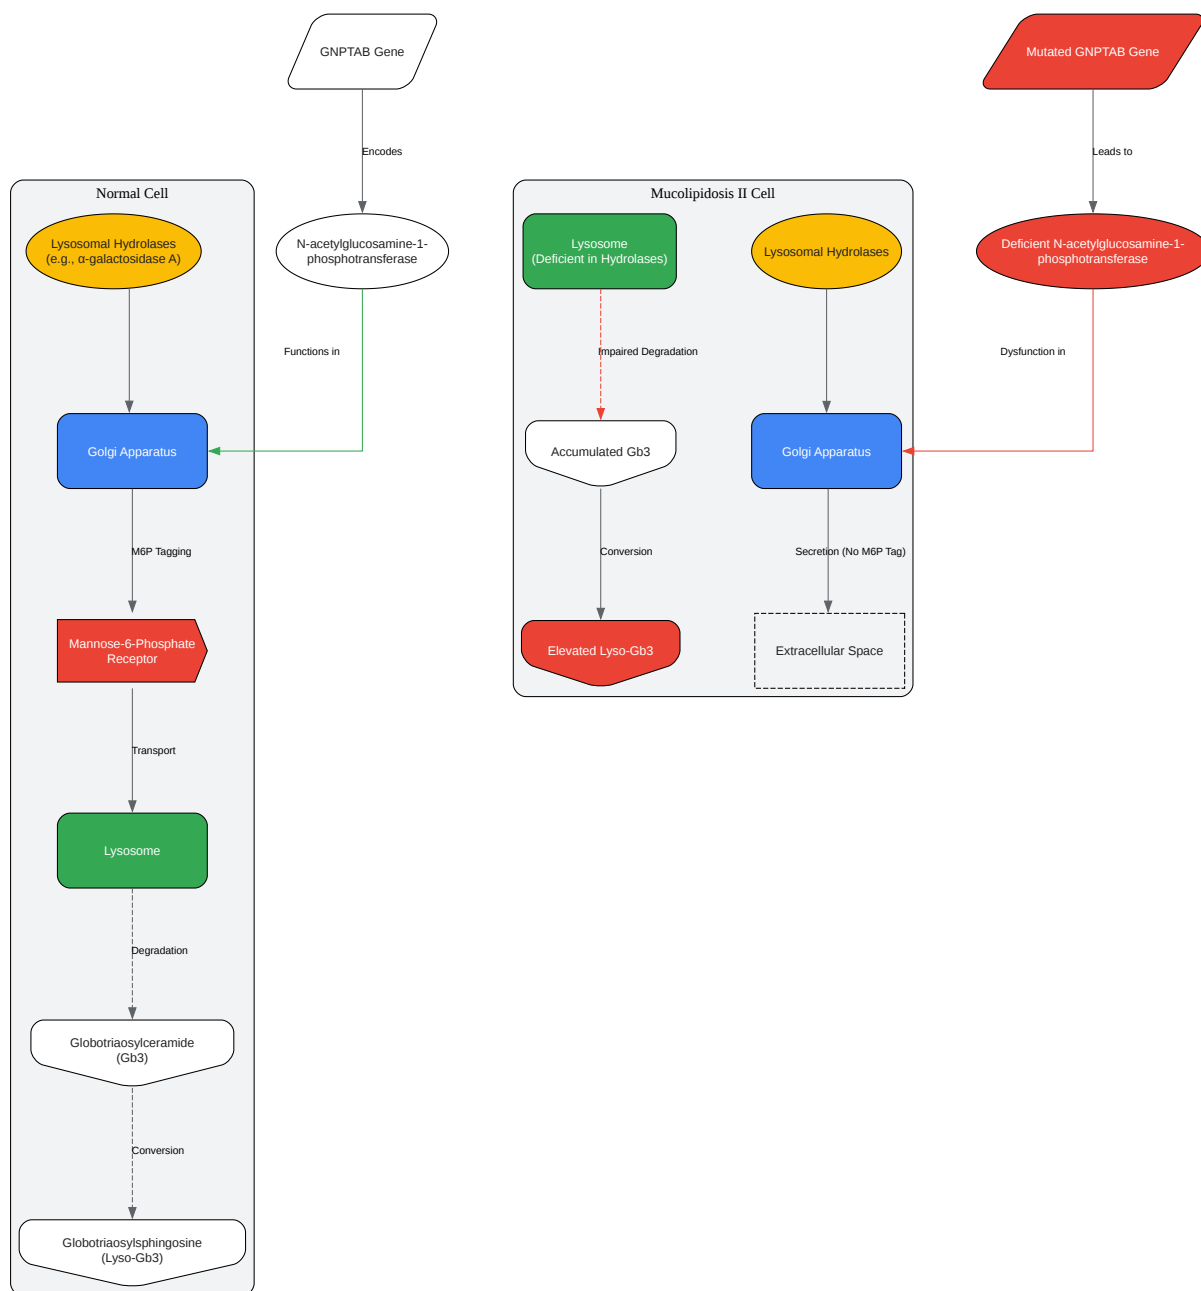 GNPTAB Gene
Mutated GNPTAB Gene
Encodes
Leads to
Normal Cell
Mucolipidosis II Cell
Lysosomal Hydrolases
(e.g., α-galactosidase A)
N-acetylglucosamine-1-
phosphotransferase
Lysosome
(Deficient in Hydrolases)
Lysosomal Hydrolases
Deficient N-acetylglucosamine-1-
phosphotransferase
Functions in
Impaired Degradation
Dysfunction in
Golgi Apparatus
Accumulated Gb3
Golgi Apparatus
M6P Tagging
Conversion
Secretion (No M6P Tag)
Mannose-6-Phosphate
Receptor
Elevated Lyso-Gb3
Extracellular Space
Transport
Lysosome
Degradation
Globotriaosylceramide
(Gb3)
Conversion
Globotriaosylsphingosine
(Lyso-Gb3)